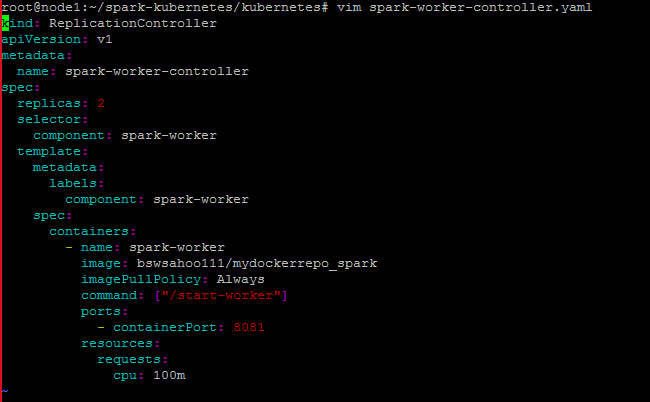 root@node1:~/spark-kubernetes/kubernetes# vim spark-worker-controller.yaml
kind: ReplicationController
apiVersion: v1
metadata:
  name: spark-worker-controller
spec:
  replicas: 2
  selector:
    component: spark-worker
  template:
    metadata:
      labels:
        component: spark-worker
    spec:
      containers:
        - name: spark-worker
          image: bswsahoo111/mydockerrepo_spark
          imagePullPolicy: Always
          command: ["/start-worker"]
          ports:
            - containerPort: 8081
          resources:
            requests:
              cpu: 100m
~